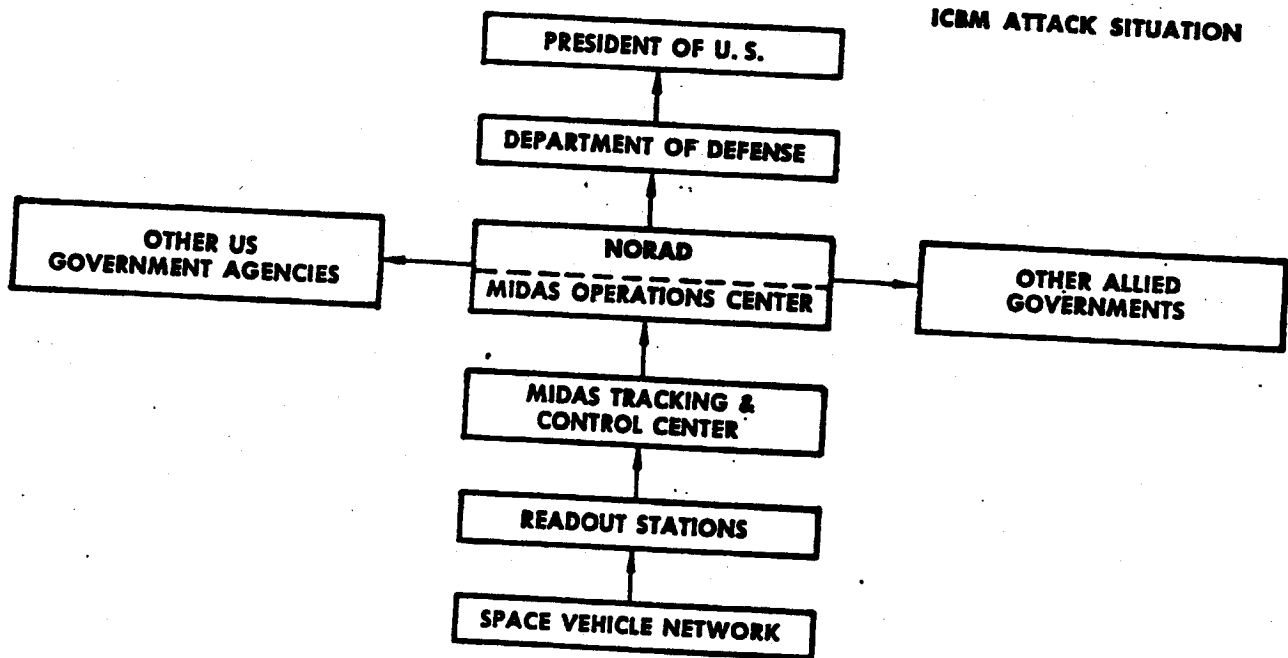 ICBM ATTACK SITUATION
PRESIDENT OF U. S.
DEPARTMENT OF DEFENSE
OTHER US
GOVERNMENT AGENCIES
NORAD
MIDAS OPERATIONS CENTER
OTHER ALLIED
GOVERNMENTS
MIDAS TRACKING &
CONTROL CENTER
READOUT STATIONS
SPACE VEHICLE NETWORK